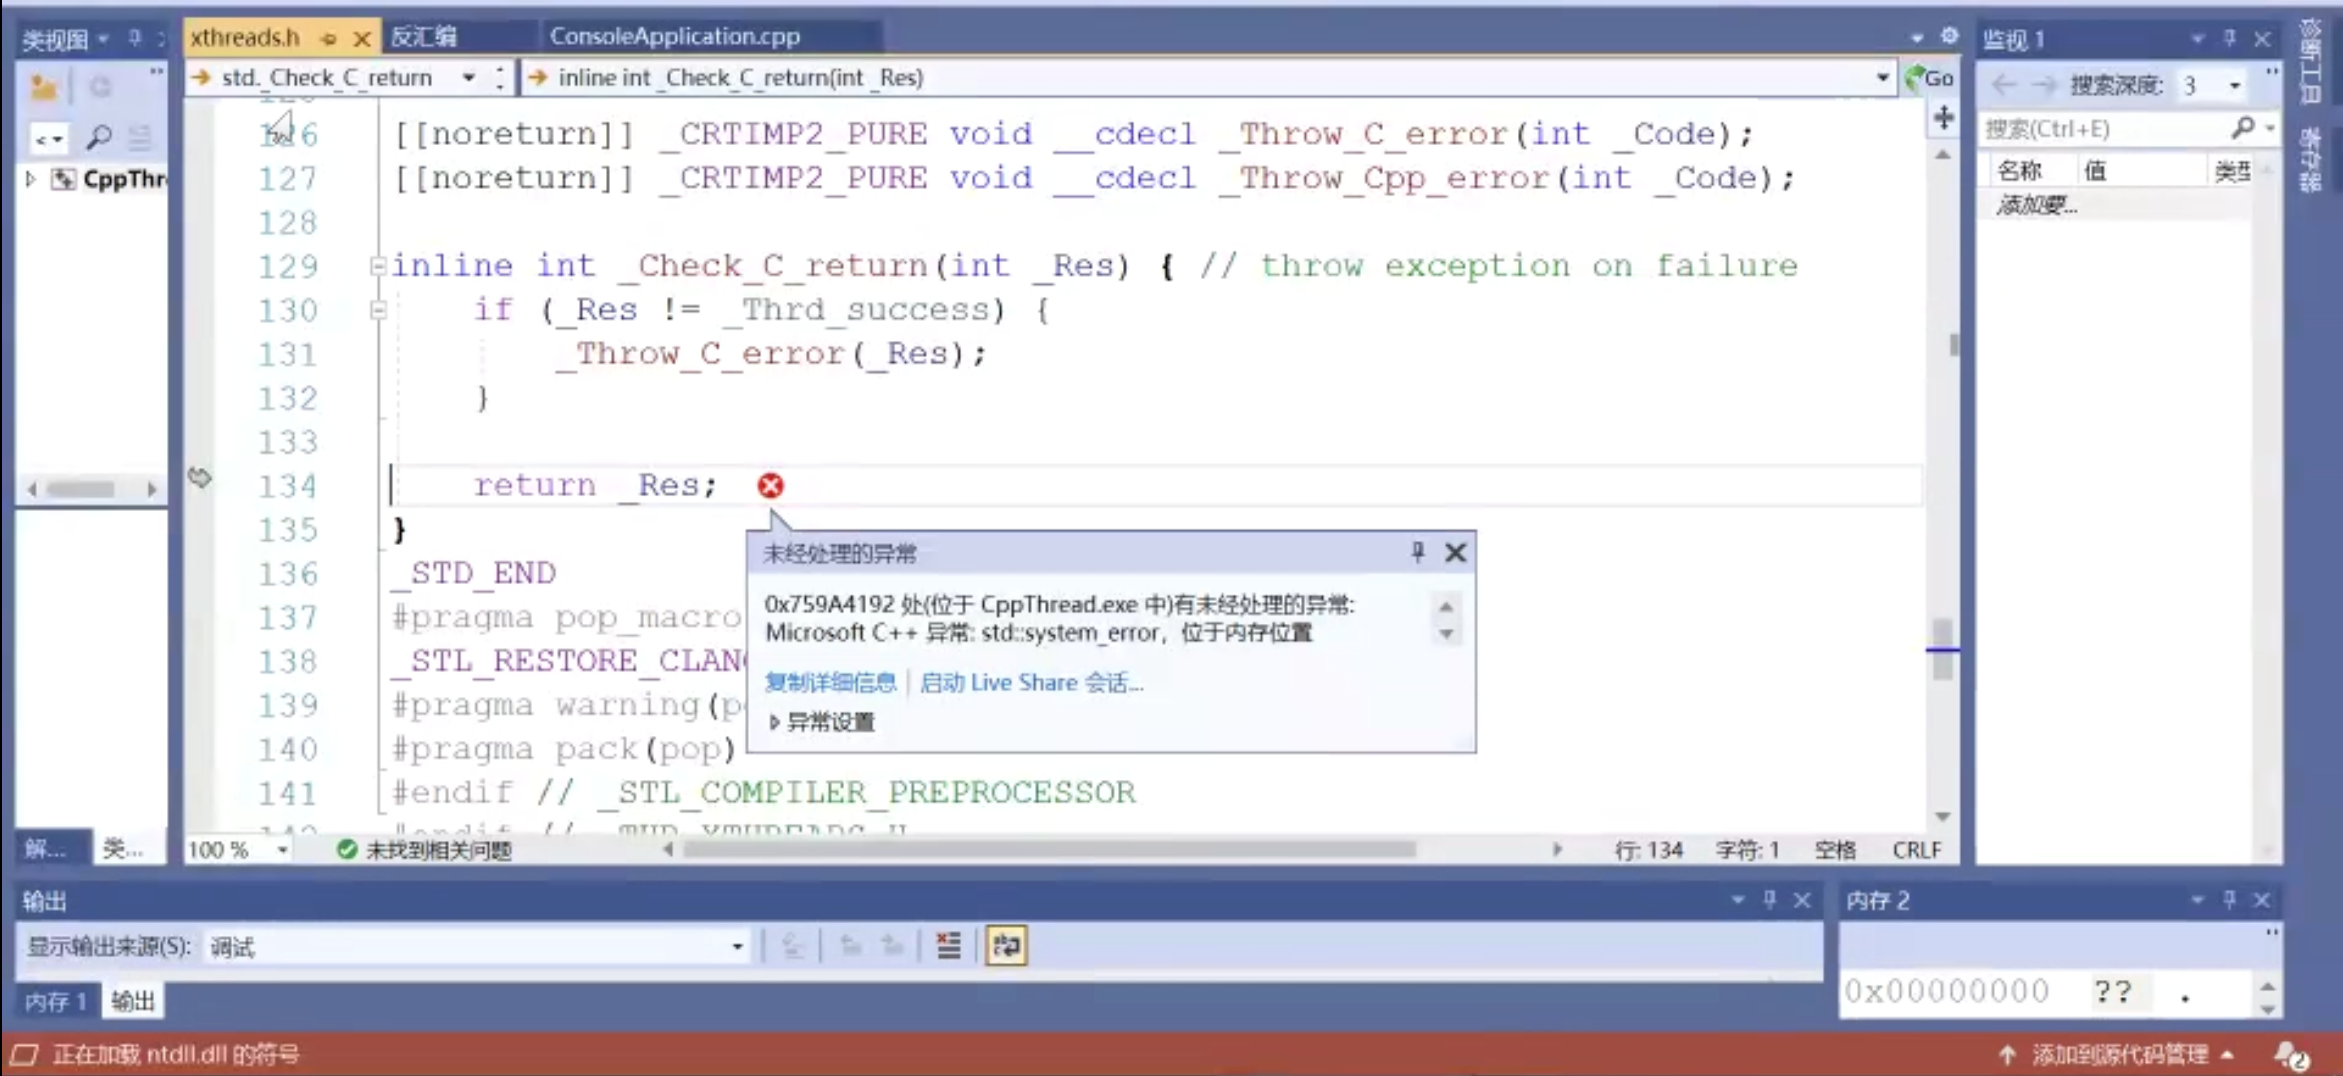 类视图
xthreads.h
反汇编
ConsoleApplication.cpp
监视 1
诊断工具
寄存器
std._Check_C_return
inline int _Check_C_return(int _Res)
Go
搜索深度: 3
搜索(Ctrl+E)
名称 值 类型
添加要...
CppThr
126 [[noreturn]] _CRTIMP2_PURE void __cdecl _Throw_C_error(int _Code);
127 [[noreturn]] _CRTIMP2_PURE void __cdecl _Throw_Cpp_error(int _Code);
128
129 inline int _Check_C_return(int _Res) { // throw exception on failure
130 if (_Res != _Thrd_success) {
131 _Throw_C_error(_Res);
132 }
133
134 return _Res;
135 }
136 _STD_END
137 #pragma pop_macro
138 _STL_RESTORE_CLANG
139 #pragma warning(p
140 #pragma pack(pop)
141 #endif // _STL_COMPILER_PREPROCESSOR
未经处理的异常
0x759A4192 处(位于 CppThread.exe 中)有未经处理的异常:
Microsoft C++ 异常: std::system_error，位于内存位置
复制详细信息 | 启动 Live Share 会话...
异常设置
解... 类...
100 %
未找到相关问题
行: 134 字符: 1 空格 CRLF
输出
显示输出来源(S): 调试
内存 1 输出
内存 2
0x00000000 ?? .
正在加载 ntdll.dll 的符号
添加到源代码管理
2